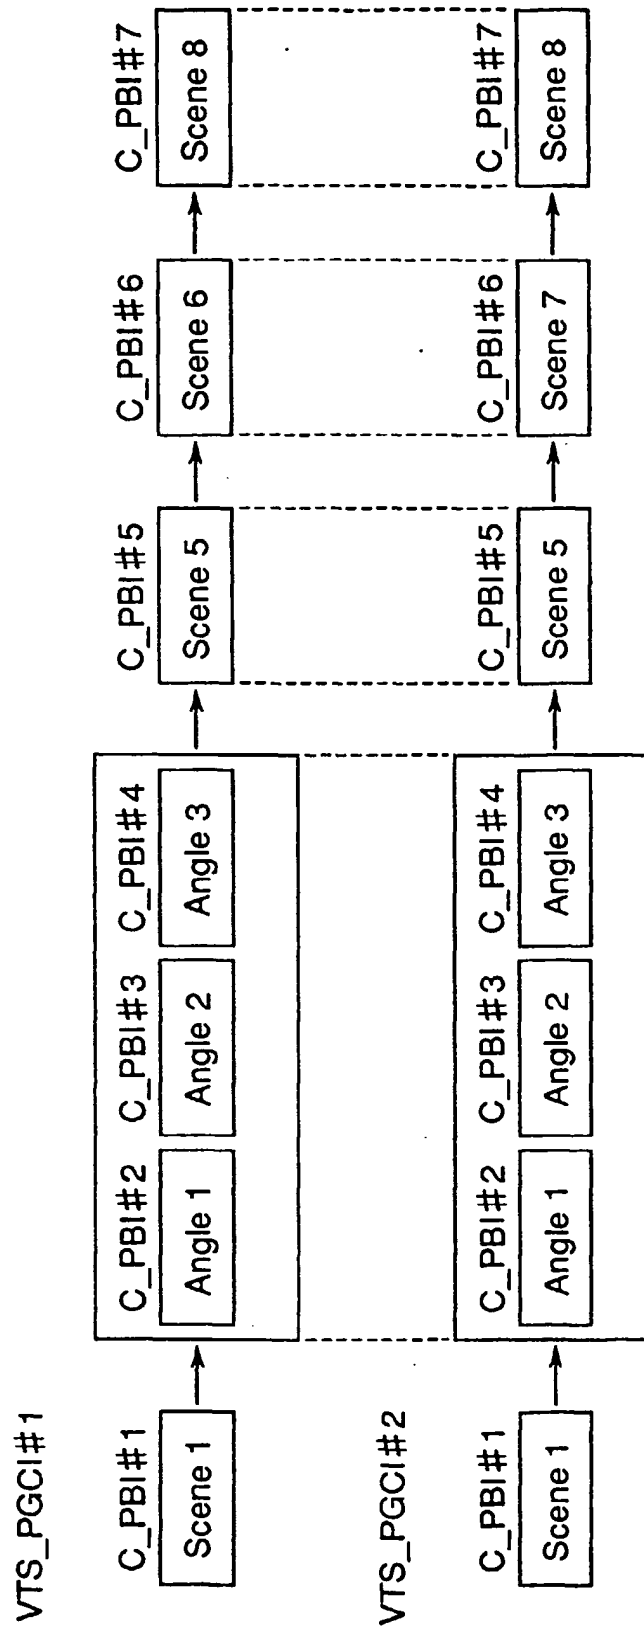 VTS_PGCI#1
C_PBI#1
Scene 1
C_PBI#2
Angle 1
C_PBI#3
Angle 2
C_PBI#4
Angle 3
C_PBI#5
Scene 5
C_PBI#6
Scene 6
C_PBI#7
Scene 8
VTS_PGCI#2
C_PBI#1
Scene 1
C_PBI#2
Angle 1
C_PBI#3
Angle 2
C_PBI#4
Angle 3
C_PBI#5
Scene 5
C_PBI#6
Scene 7
C_PBI#7
Scene 8